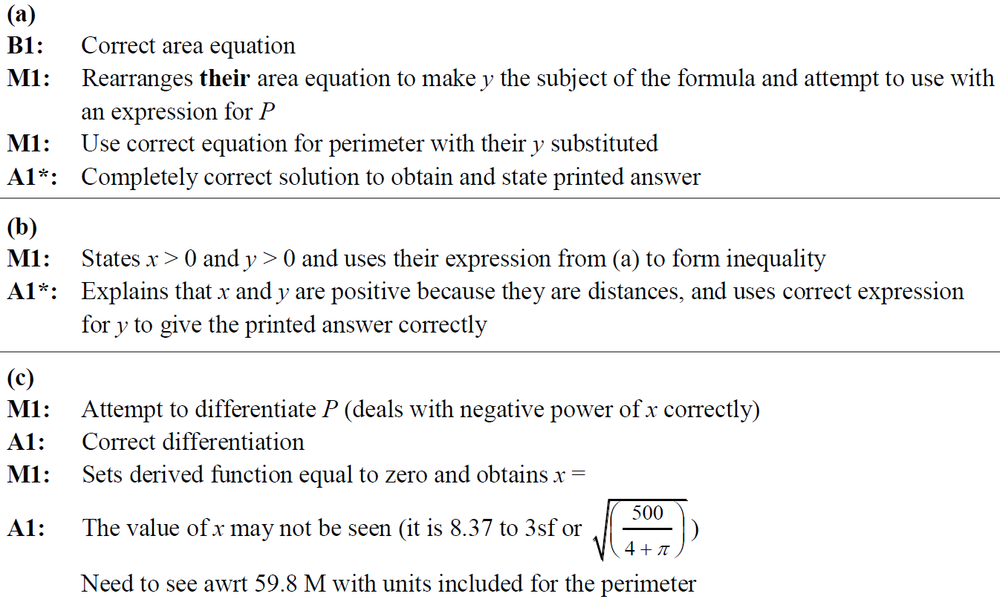 (a)
B1: Correct area equation
M1: Rearranges their area equation to make y the subject of the formula and attempt to use with
an expression for P
M1: Use correct equation for perimeter with their y substituted
A1*: Completely correct solution to obtain and state printed answer
(b)
M1: States x > 0 and y > 0 and uses their expression from (a) to form inequality
A1*: Explains that x and y are positive because they are distances, and uses correct expression
for y to give the printed answer correctly
(c)
M1: Attempt to differentiate P (deals with negative power of x correctly)
A1: Correct differentiation
M1: Sets derived function equal to zero and obtains x =
A1: The value of x may not be seen (it is 8.37 to 3sf or √(500/(4 + π)) )
Need to see awrt 59.8 M with units included for the perimeter